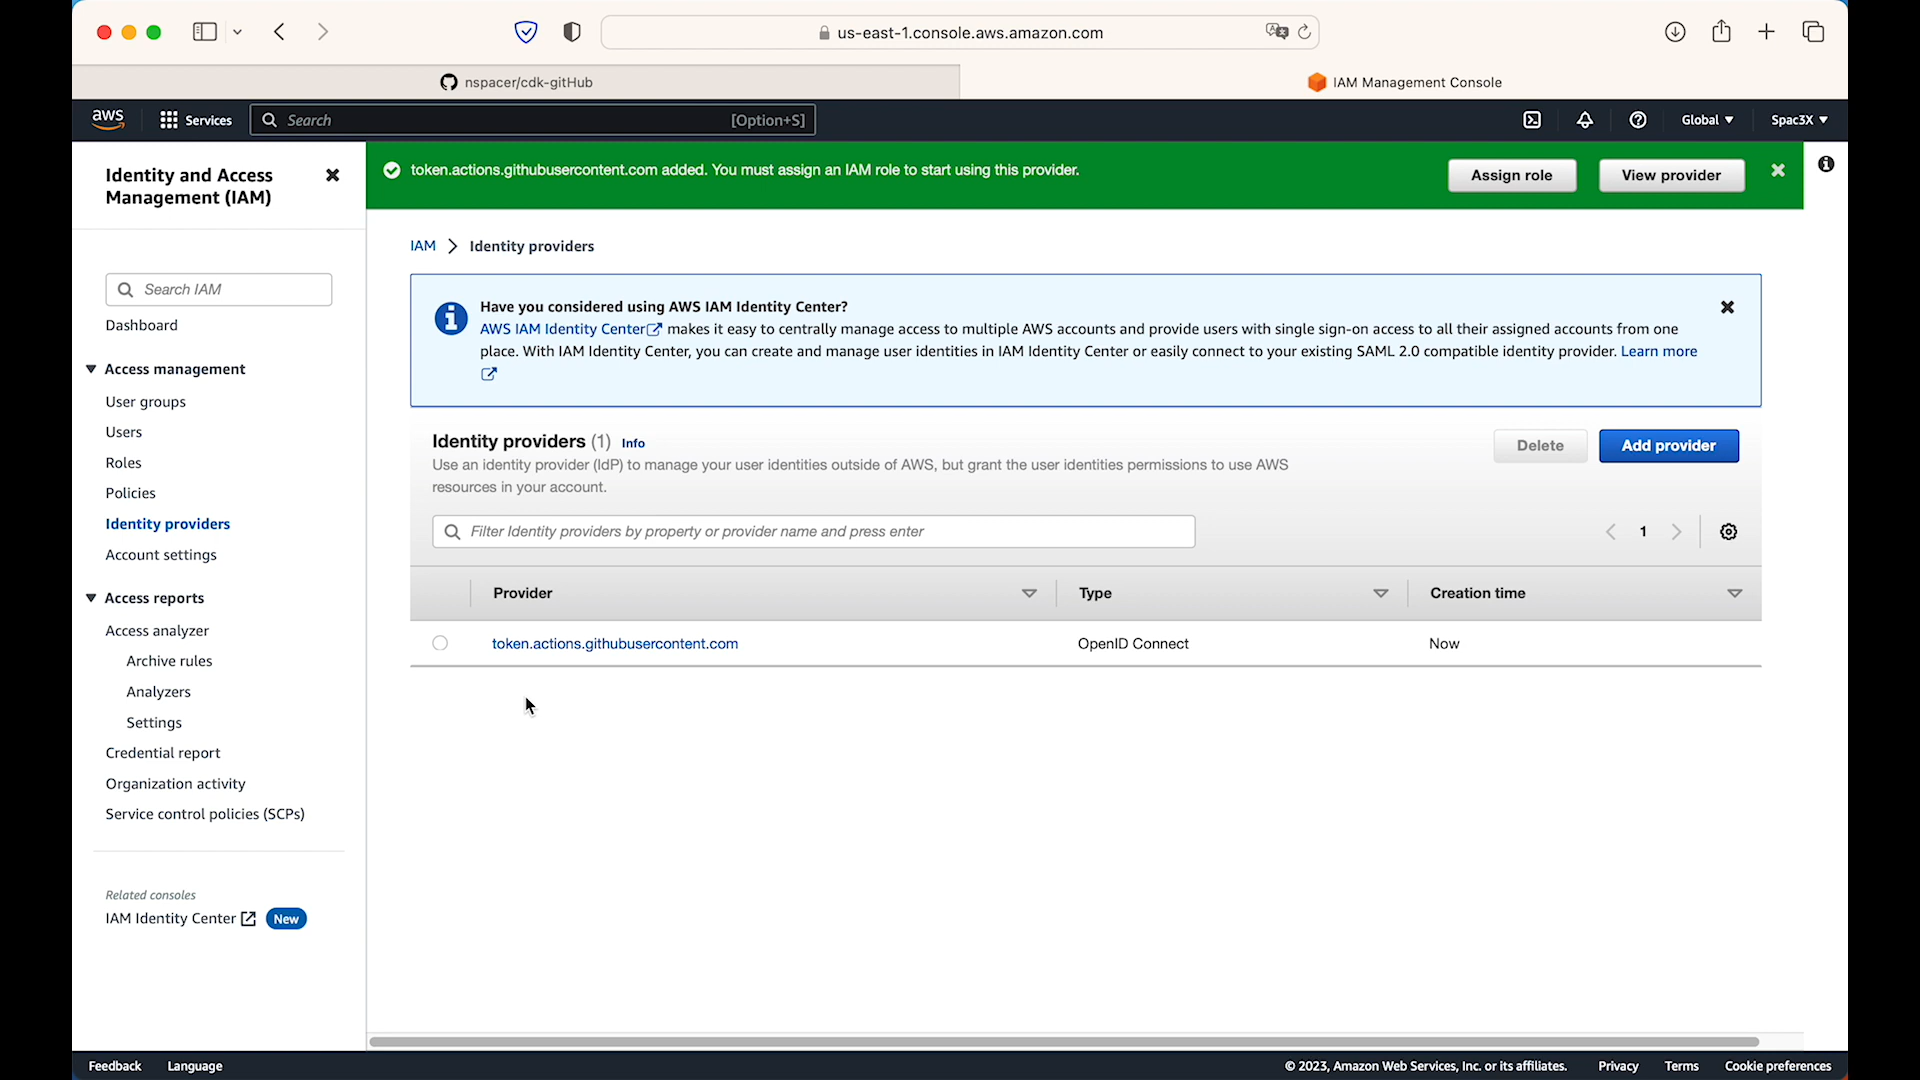 us-east-1.console.aws.amazon.com
nspacer/cdk-gitHub
IAM Management Console
aws
Services
Search
[Option+S]
Global
Spac3X
Identity and Access
Management (IAM)
Search IAM
Dashboard
Access management
User groups
Users
Roles
Policies
Identity providers
Account settings
Access reports
Access analyzer
Archive rules
Analyzers
Settings
Credential report
Organization activity
Service control policies (SCPs)
Related consoles
IAM Identity Center New
token.actions.githubusercontent.com added. You must assign an IAM role to start using this provider.
Assign role
View provider
IAM > Identity providers
Have you considered using AWS IAM Identity Center?
AWS IAM Identity Center makes it easy to centrally manage access to multiple AWS accounts and provide users with single sign-on access to all their assigned accounts from one
place. With IAM Identity Center, you can create and manage user identities in IAM Identity Center or easily connect to your existing SAML 2.0 compatible identity provider. Learn more
Identity providers (1) Info
Use an identity provider (IdP) to manage your user identities outside of AWS, but grant the user identities permissions to use AWS
resources in your account.
Delete
Add provider
Filter Identity providers by property or provider name and press enter
1
Provider Type Creation time
token.actions.githubusercontent.com OpenID Connect Now
Feedback Language
© 2023, Amazon Web Services, Inc. or its affiliates. Privacy Terms Cookie preferences